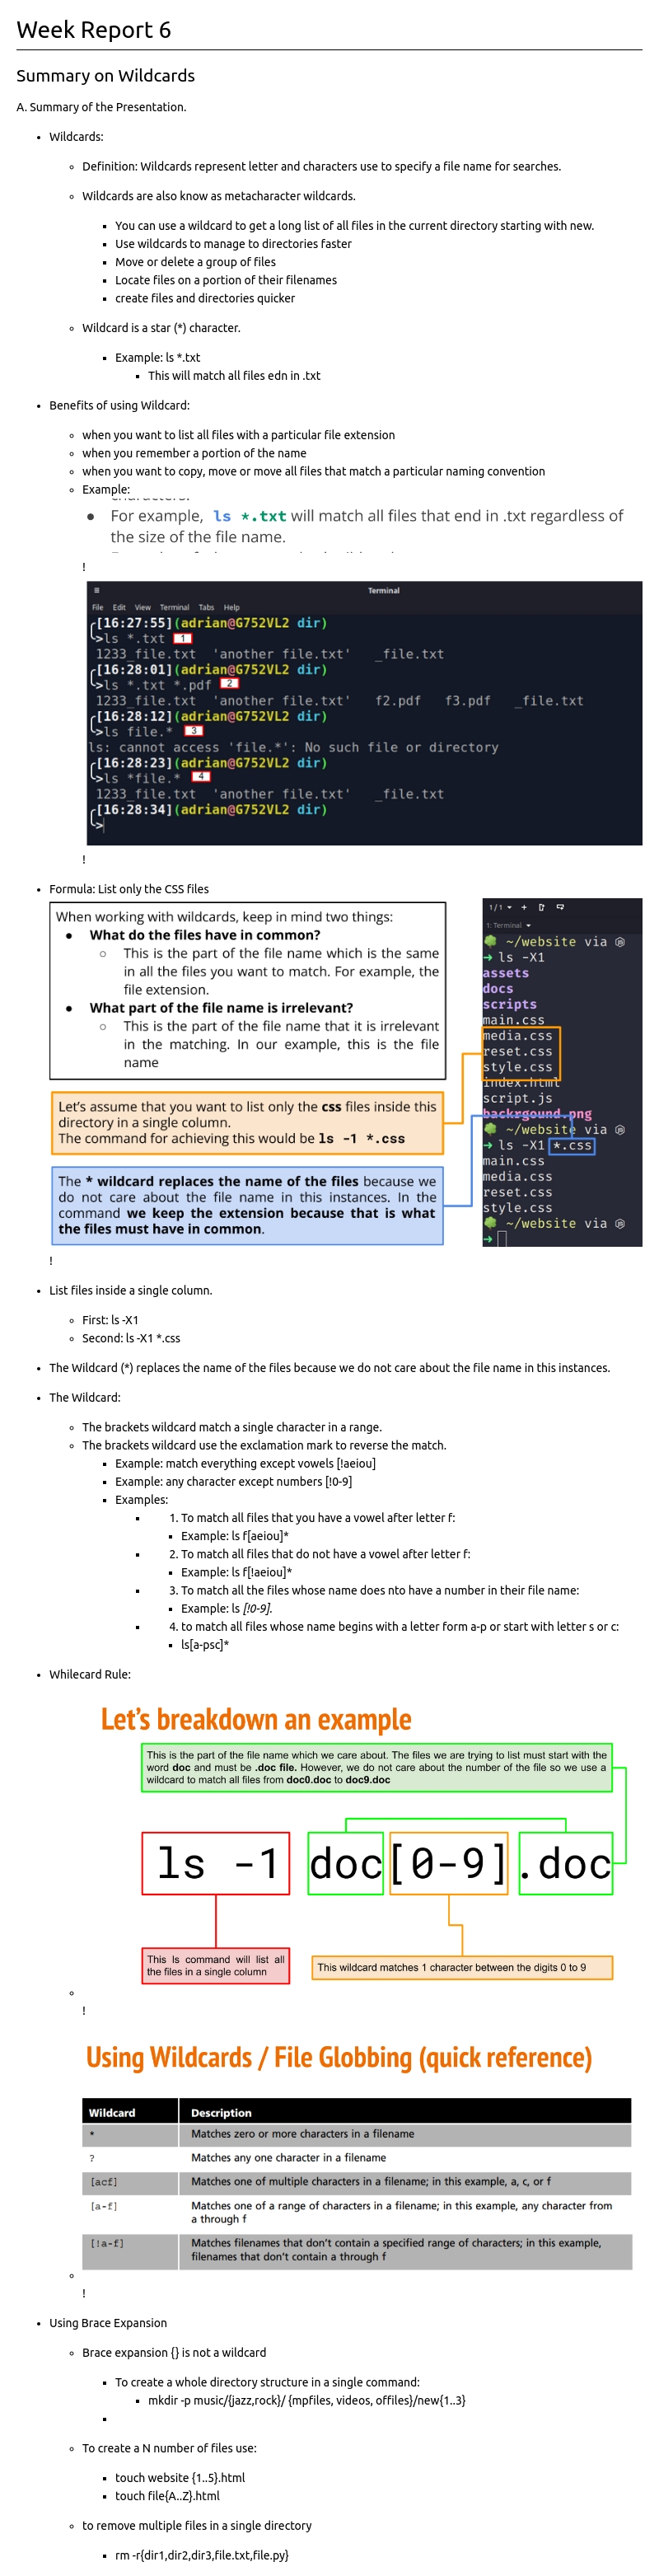 Week Report 6
Summary on Wildcards
A. Summary of the Presentation.
• Wildcards:
◦ Definition: Wildcards represent letter and characters use to specify a file name for searches.
◦ Wildcards are also know as metacharacter wildcards.
▪ You can use a wildcard to get a long list of all files in the current directory starting with new.
▪ Use wildcards to manage to directories faster
▪ Move or delete a group of files
▪ Locate files on a portion of their filenames
▪ create files and directories quicker
◦ Wildcard is a star (*) character.
▪ Example: ls *.txt
▪ This will match all files edn in .txt
• Benefits of using Wildcard:
◦ when you want to list all files with a particular file extension
◦ when you remember a portion of the name
◦ when you want to copy, move or move all files that match a particular naming convention
◦ Example:
● For example, ls *.txt will match all files that end in .txt regardless of
the size of the file name.
!
Terminal
File Edit View Terminal Tabs Help
[16:27:55](adrian@G752VL2 dir)
>ls *.txt 1
1233_file.txt 'another file.txt' _file.txt
[16:28:01](adrian@G752VL2 dir)
>ls *.txt *.pdf 2
1233_file.txt 'another file.txt' f2.pdf f3.pdf _file.txt
[16:28:12](adrian@G752VL2 dir)
>ls file.* 3
ls: cannot access 'file.*': No such file or directory
[16:28:23](adrian@G752VL2 dir)
>ls *file.* 4
1233_file.txt 'another file.txt' _file.txt
[16:28:34](adrian@G752VL2 dir)
>
!
• Formula: List only the CSS files
When working with wildcards, keep in mind two things:
● What do the files have in common?
○ This is the part of the file name which is the same
in all the files you want to match. For example, the
file extension.
● What part of the file name is irrelevant?
○ This is the part of the file name that it is irrelevant
in the matching. In our example, this is the file
name
Let's assume that you want to list only the css files inside this
directory in a single column.
The command for achieving this would be ls -1 *.css
The * wildcard replaces the name of the files because we
do not care about the file name in this instances. In the
command we keep the extension because that is what
the files must have in common.
1/1
1: Terminal
~/website via
→ ls -X1
assets
docs
scripts
main.css
media.css
reset.css
style.css
index.html
script.js
backrgound.png
~/website via
→ ls -X1 *.css
main.css
media.css
reset.css
style.css
~/website via
→
!
• List files inside a single column.
◦ First: ls -X1
◦ Second: ls -X1 *.css
• The Wildcard (*) replaces the name of the files because we do not care about the file name in this instances.
• The Wildcard:
◦ The brackets wildcard match a single character in a range.
◦ The brackets wildcard use the exclamation mark to reverse the match.
▪ Example: match everything except vowels [!aeiou]
▪ Example: any character except numbers [!0-9]
▪ Examples:
▪ 1. To match all files that you have a vowel after letter f:
▪ Example: ls f[aeiou]*
▪ 2. To match all files that do not have a vowel after letter f:
▪ Example: ls f[!aeiou]*
▪ 3. To match all the files whose name does nto have a number in their file name:
▪ Example: ls [!0-9].
▪ 4. to match all files whose name begins with a letter form a-p or start with letter s or c:
▪ ls[a-psc]*
• Whilecard Rule:
Let's breakdown an example
This is the part of the file name which we care about. The files we are trying to list must start with the
word doc and must be .doc file. However, we do not care about the number of the file so we use a
wildcard to match all files from doc0.doc to doc9.doc
ls -1 doc[0-9].doc
This ls command will list all
the files in a single column
This wildcard matches 1 character between the digits 0 to 9
!
Using Wildcards / File Globbing (quick reference)
Wildcard Description
* Matches zero or more characters in a filename
? Matches any one character in a filename
[acf] Matches one of multiple characters in a filename; in this example, a, c, or f
[a-f] Matches one of a range of characters in a filename; in this example, any character from
a through f
[!a-f] Matches filenames that don't contain a specified range of characters; in this example,
filenames that don't contain a through f
!
• Using Brace Expansion
◦ Brace expansion {} is not a wildcard
▪ To create a whole directory structure in a single command:
▪ mkdir -p music/{jazz,rock}/ {mpfiles, videos, offiles}/new{1..3}
◦ To create a N number of files use:
▪ touch website {1..5}.html
▪ touch file{A..Z}.html
◦ to remove multiple files in a single directory
▪ rm -r{dir1,dir2,dir3,file.txt,file.py}